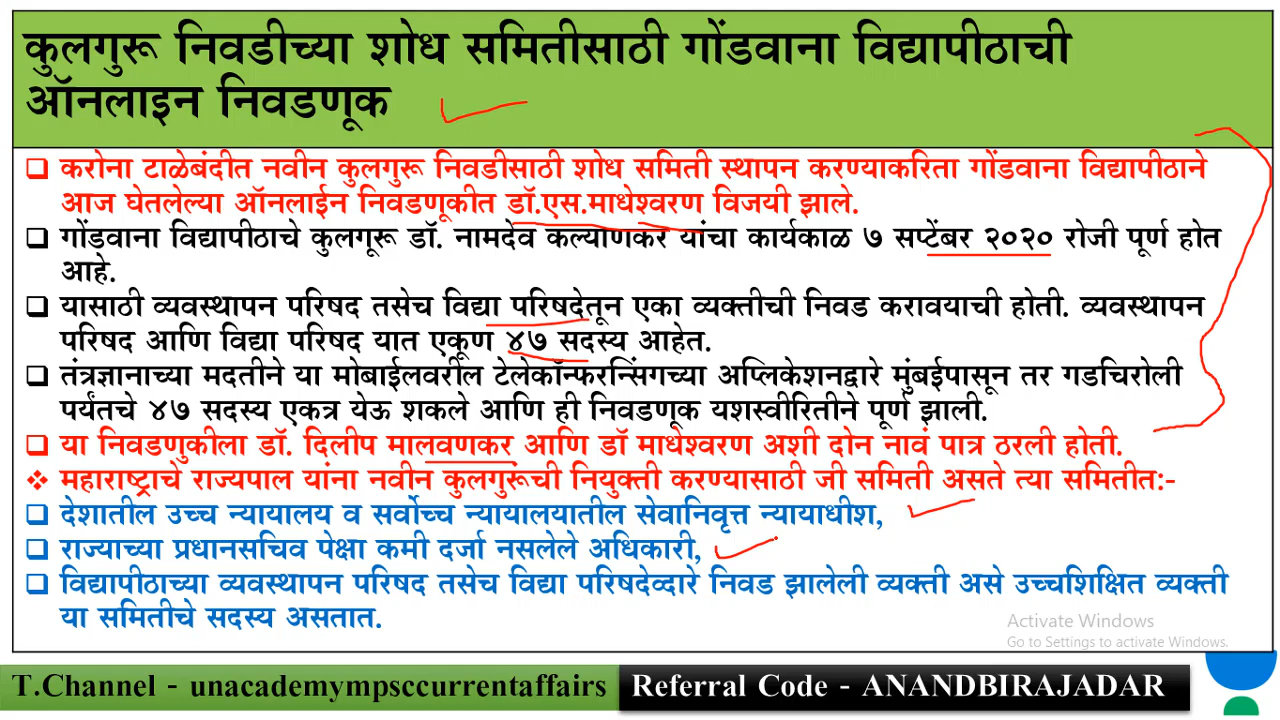 कुलगुरू निवडीच्या शोध समितीसाठी गोंडवाना विद्यापीठाची
ऑनलाइन निवडणूक
❑ करोना टाळेबंदीत नवीन कुलगुरू निवडीसाठी शोध समिती स्थापन करण्याकरिता गोंडवाना विद्यापीठाने
आज घेतलेल्या ऑनलाईन निवडणूकीत डॉ.एस.माधेश्वरण विजयी झाले.
❑ गोंडवाना विद्यापीठाचे कुलगूरू डॉ. नामदेव कल्याणकर यांचा कार्यकाळ ७ सप्टेंबर २०२० रोजी पूर्ण होत
आहे.
❑ यासाठी व्यवस्थापन परिषद तसेच विद्या परिषदेतून एका व्यक्तीची निवड करावयाची होती. व्यवस्थापन
परिषद आणि विद्या परिषद यात एकूण ४७ सदस्य आहेत.
❑ तंत्रज्ञानाच्या मदतीने या मोबाईलवरील टेलेकॉन्फरन्सिंगच्या अप्लिकेशनद्वारे मुंबईपासून तर गडचिरोली
पर्यंतचे ४७ सदस्य एकत्र येऊ शकले आणि ही निवडणूक यशस्वीरितीने पूर्ण झाली.
❑ या निवडणुकीला डॉ. दिलीप मालवणकर आणि डॉ माधेश्वरण अशी दोन नावं पात्र ठरली होती.
❖ महाराष्ट्राचे राज्यपाल यांना नवीन कुलगुरूची नियुक्ती करण्यासाठी जी समिती असते त्या समितीत:-
❑ देशातील उच्च न्यायालय व सर्वोच्च न्यायालयातील सेवानिवृत्त न्यायाधीश,
❑ राज्याच्या प्रधानसचिव पेक्षा कमी दर्जा नसलेले अधिकारी,
❑ विद्यापीठाच्या व्यवस्थापन परिषद तसेच विद्या परिषदेव्दारे निवड झालेली व्यक्ती असे उच्चशिक्षित व्यक्ती
या समितीचे सदस्य असतात.
Activate Windows
Go to Settings to activate Windows.
T.Channel - unacademympsccurrentaffairs Referral Code - ANANDBIRAJADAR